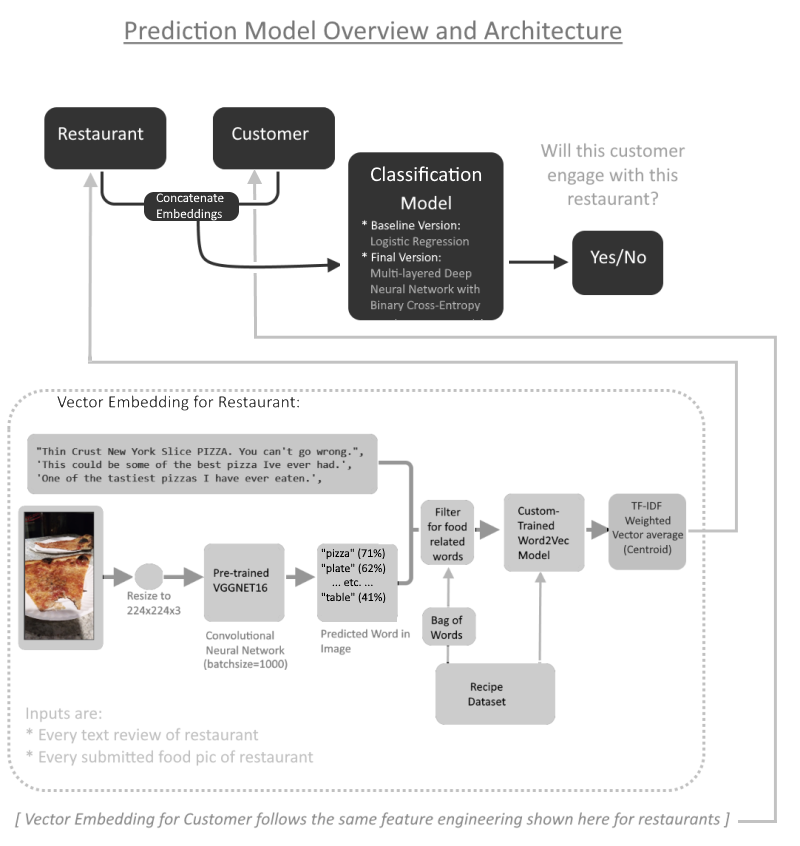 Prediction Model Overview and Architecture
Restaurant
Customer
Concatenate
Embeddings
Classification
Model
* Baseline Version:
Logistic Regression
* Final Version:
Multi-layered Deep
Neural Network with
Binary Cross-Entropy
Will this customer
engage with this
restaurant?
Yes/No
Vector Embedding for Restaurant:
"Thin Crust New York Slice PIZZA. You can't go wrong.",
'This could be some of the best pizza Ive ever had.',
'One of the tastiest pizzas I have ever eaten.',
Resize to
224x224x3
Pre-trained
VGGNET16
Convolutional
Neural Network
(batchsize=1000)
"pizza" (71%)
"plate" (62%)
... etc. ...
"table" (41%)
Predicted Word in
Image
Filter
for food
related
words
Bag of
Words
Recipe
Dataset
Custom-
Trained
Word2Vec
Model
TF-IDF
Weighted
Vector average
(Centroid)
Inputs are:
* Every text review of restaurant
* Every submitted food pic of restaurant
[ Vector Embedding for Customer follows the same feature engineering shown here for restaurants ]